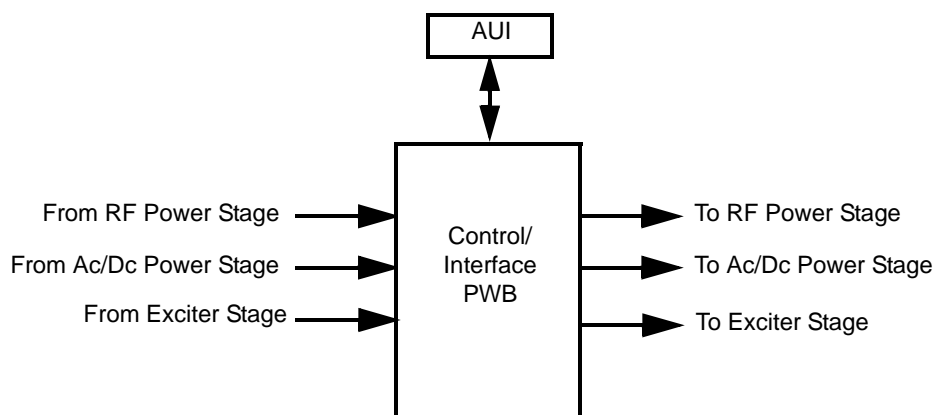 AUI
From RF Power Stage
From Ac/Dc Power Stage
From Exciter Stage
Control/
Interface
PWB
To RF Power Stage
To Ac/Dc Power Stage
To Exciter Stage